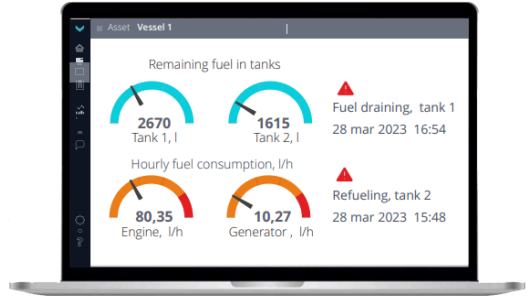 Asset Vessel 1
Remaining fuel in tanks
2670
Tank 1, l
1615
Tank 2, l
Fuel draining, tank 1
28 mar 2023 16:54
Hourly fuel consumption, l/h
80,35
Engine, l/h
10,27
Generator , l/h
Refueling, tank 2
28 mar 2023 15:48